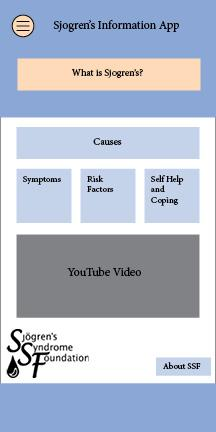 Sjogren's Information App
What is Sjogren's?
Causes
Symptoms
Risk
Factors
Self Help
and
Coping
YouTube Video
Sjögren's
Syndrome
Foundation
About SSF